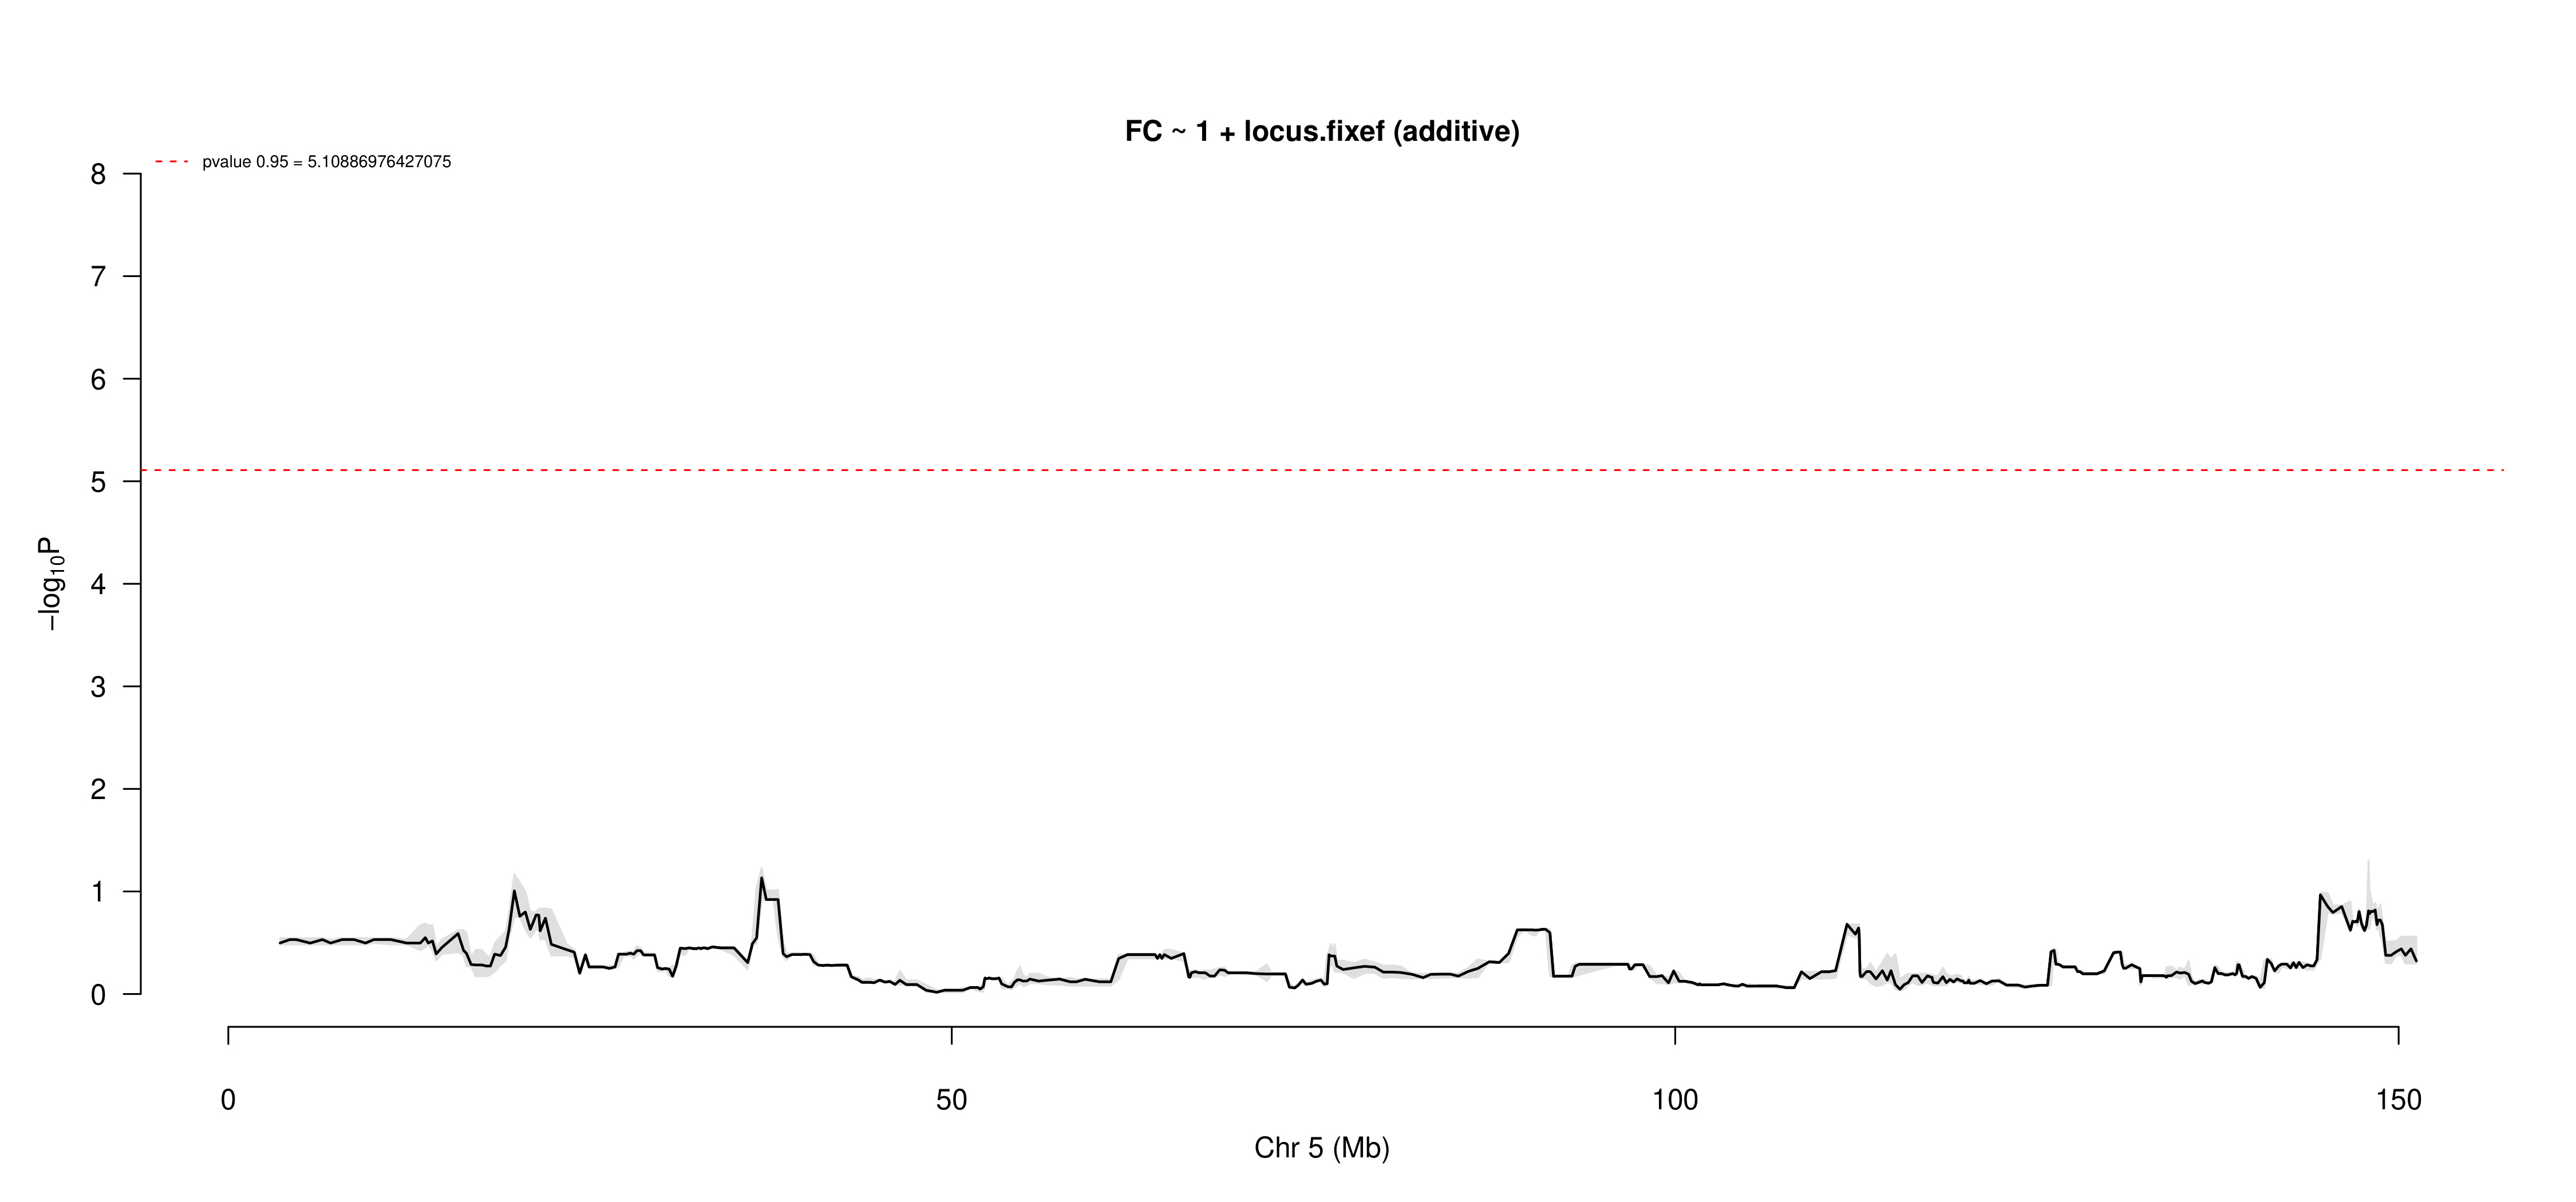 FC ~ 1 + locus.fixef (additive)
pvalue 0.95 = 5.10886976427075
8
7
6
5
4
3
2
1
0
−log10P
0 50 100 150
Chr 5 (Mb)